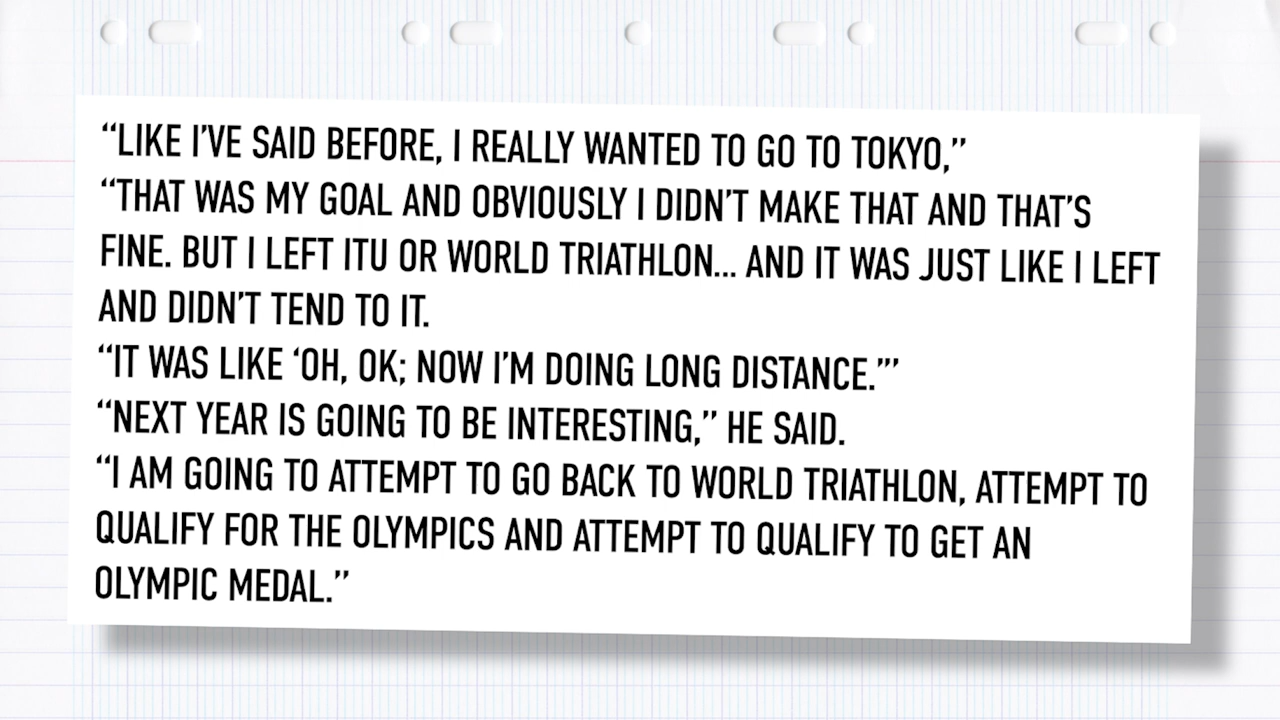 “LIKE I’VE SAID BEFORE, I REALLY WANTED TO GO TO TOKYO,”
“THAT WAS MY GOAL AND OBVIOUSLY I DIDN’T MAKE THAT AND THAT’S
FINE. BUT I LEFT ITU OR WORLD TRIATHLON... AND IT WAS JUST LIKE I LEFT
AND DIDN’T TEND TO IT.
“IT WAS LIKE ‘OH, OK; NOW I’M DOING LONG DISTANCE.”’
“NEXT YEAR IS GOING TO BE INTERESTING,” HE SAID.
“I AM GOING TO ATTEMPT TO GO BACK TO WORLD TRIATHLON, ATTEMPT TO
QUALIFY FOR THE OLYMPICS AND ATTEMPT TO QUALIFY TO GET AN
OLYMPIC MEDAL.”